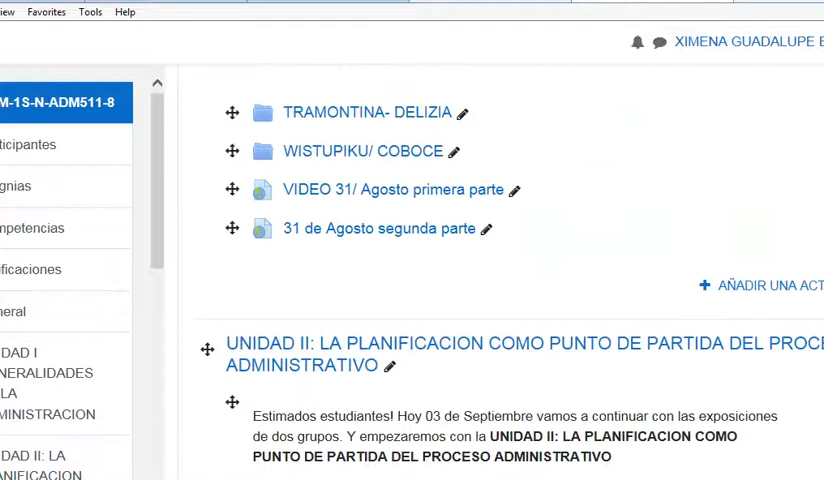 iew Favorites Tools Help
XIMENA GUADALUPE E
M-1S-N-ADM511-8
ticipantes
gnias
mpetencias
ificaciones
neral
DAD I
NERALIDADES
LA
MINISTRACION
DAD II: LA
ANIFICACION
TRAMONTINA- DELIZIA
WISTUPIKU/ COBOCE
VIDEO 31/ Agosto primera parte
31 de Agosto segunda parte
AÑADIR UNA ACT
UNIDAD II: LA PLANIFICACION COMO PUNTO DE PARTIDA DEL PROCE
ADMINISTRATIVO
Estimados estudiantes! Hoy 03 de Septiembre vamos a continuar con las exposiciones
de dos grupos. Y empezaremos con la UNIDAD II: LA PLANIFICACION COMO
PUNTO DE PARTIDA DEL PROCESO ADMINISTRATIVO